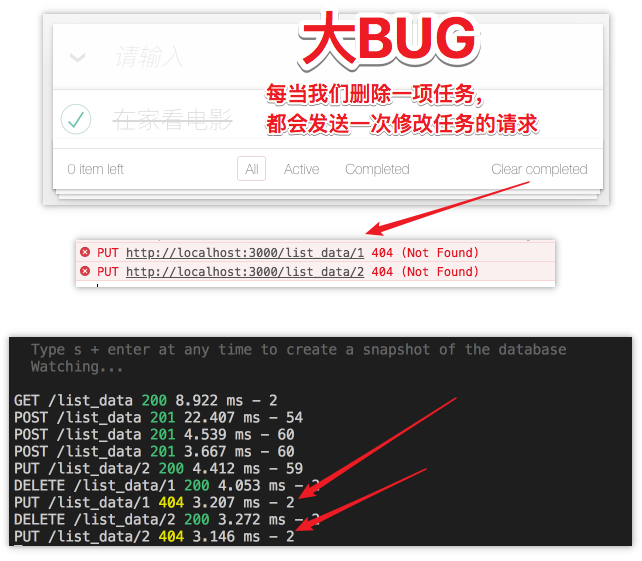 大BUG
请输入
每当我们删除一项任务，
都会发送一次修改任务的请求
在家看电影
0 item left All Active Completed Clear completed
PUT http://localhost:3000/list_data/1 404 (Not Found)
PUT http://localhost:3000/list_data/2 404 (Not Found)
Type s + enter at any time to create a snapshot of the database
Watching...
GET /list_data 200 8.922 ms - 2
POST /list_data 201 22.407 ms - 54
POST /list_data 201 4.539 ms - 60
POST /list_data 201 3.667 ms - 60
PUT /list_data/2 200 4.412 ms - 59
DELETE /list_data/1 200 4.053 ms - 2
PUT /list_data/1 404 3.207 ms - 2
DELETE /list_data/2 200 3.272 ms - 2
PUT /list_data/2 404 3.146 ms - 2